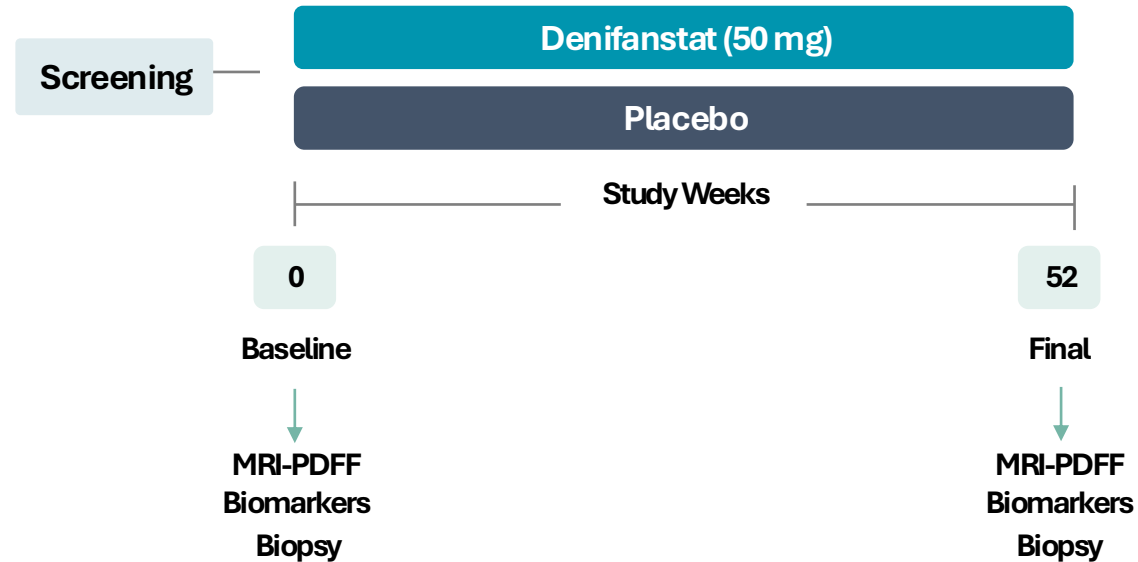 Denifanstat (50 mg)
Screening
Placebo
Study Weeks
0
52
Baseline
Final
MRI-PDFF
Biomarkers
Biopsy
MRI-PDFF
Biomarkers
Biopsy